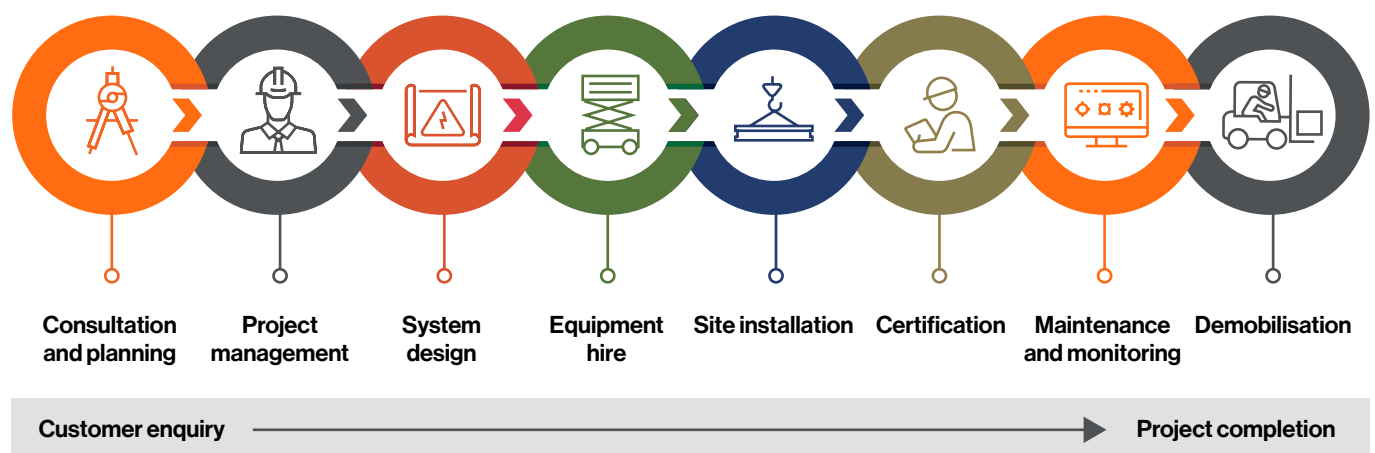 Consultation
and planning
Project
management
System
design
Equipment
hire
Site installation
Certification
Maintenance
and monitoring
Demobilisation
Customer enquiry
Project completion